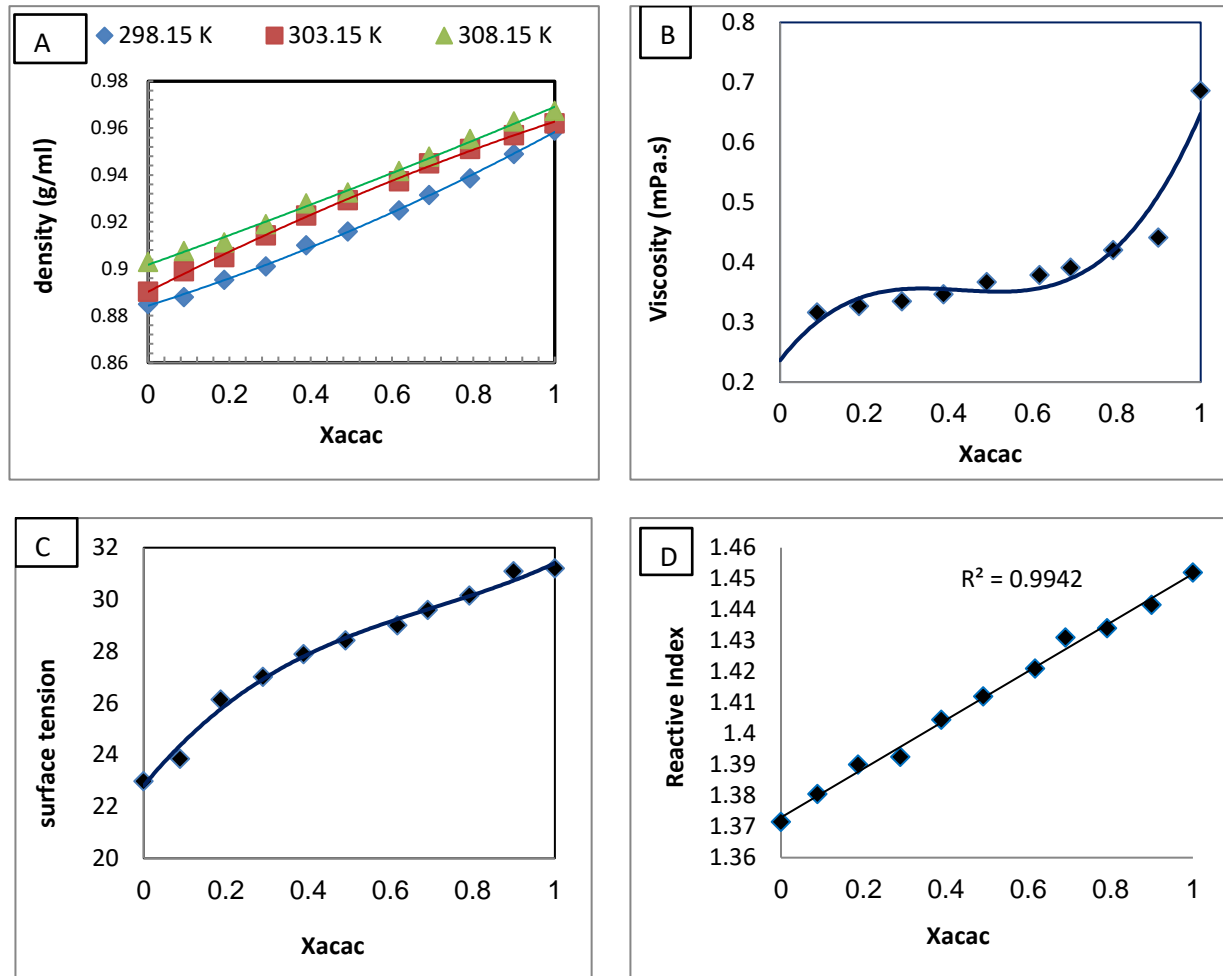 A
298.15 K 303.15 K 308.15 K
0.98
0.96
0.94
0.92
0.9
0.88
0.86
density (g/ml)
0 0.2 0.4 0.6 0.8 1
Xacac
B
0.8
0.7
0.6
0.5
0.4
0.3
0.2
Viscosity (mPa.s)
0 0.2 0.4 0.6 0.8 1
Xacac
C
32
30
28
26
24
22
20
surface tension
0 0.2 0.4 0.6 0.8 1
Xacac
D
R² = 0.9942
1.46
1.45
1.44
1.43
1.42
1.41
1.4
1.39
1.38
1.37
1.36
Reactive Index
0 0.2 0.4 0.6 0.8 1
Xacac